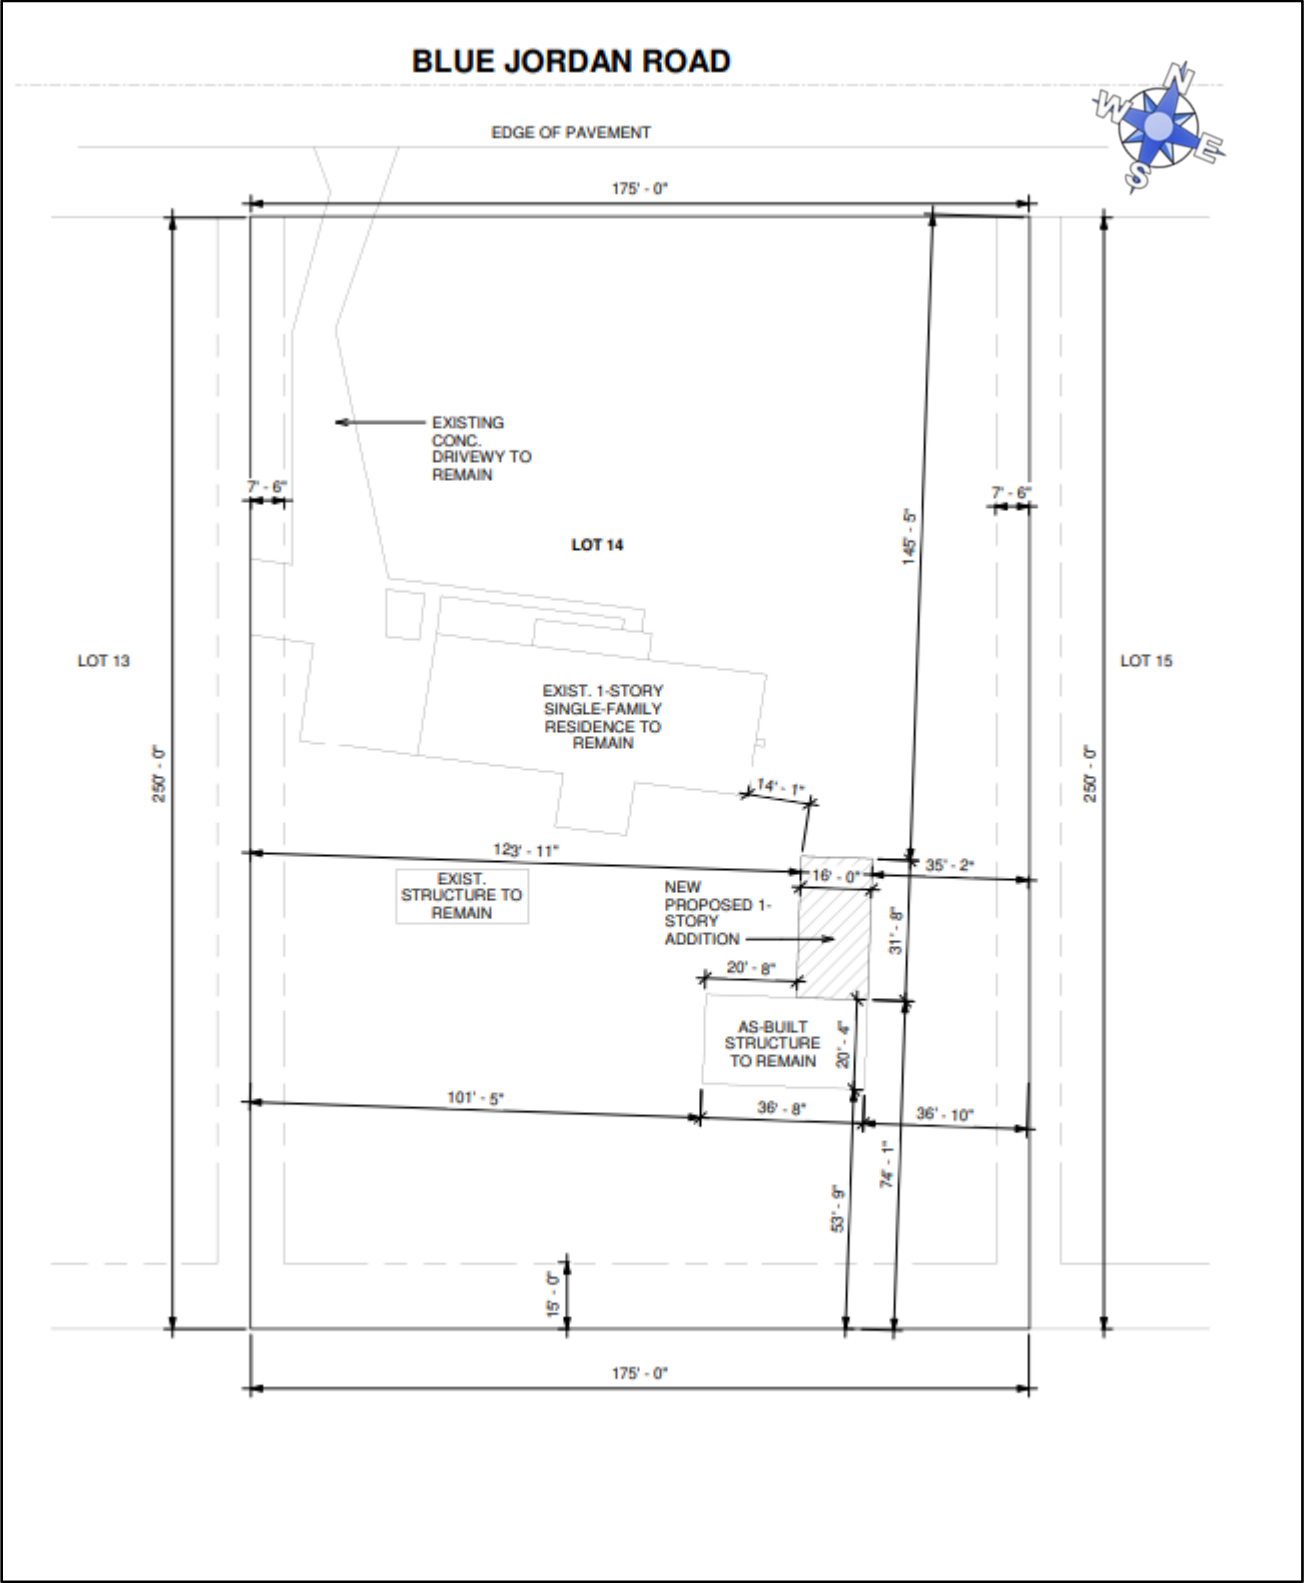 BLUE JORDAN ROAD
N
W
E
S
EDGE OF PAVEMENT
175' - 0"
EXISTING
CONC.
DRIVEWY TO
REMAIN
7' - 6"
7' - 6"
145' - 5"
LOT 14
LOT 13
LOT 15
EXIST. 1-STORY
SINGLE-FAMILY
RESIDENCE TO
REMAIN
250' - 0"
250' - 0"
14' - 1"
123' - 11"
35' - 2"
16' - 0"
EXIST.
STRUCTURE TO
REMAIN
NEW
PROPOSED 1-
STORY
ADDITION
31' - 8"
20' - 8"
AS-BUILT
STRUCTURE
TO REMAIN
20' - 4"
101' - 5"
36' - 8"
36' - 10"
74' - 1"
53' - 9"
15' - 0"
175' - 0"